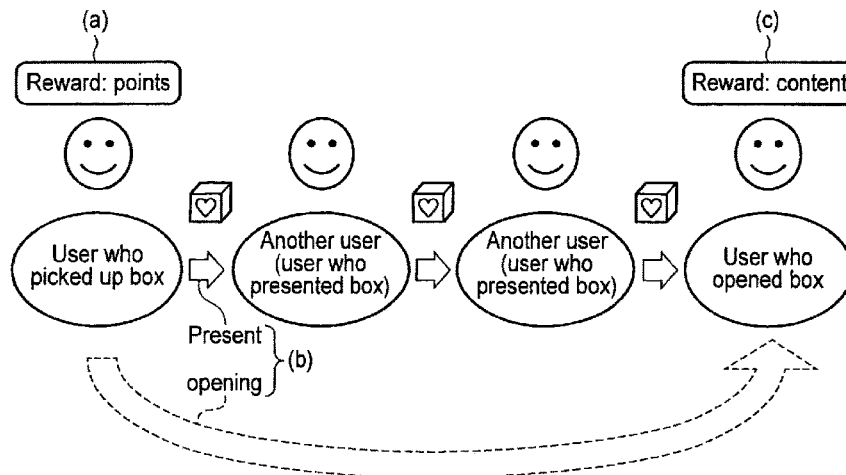 (a)
(c)
Reward: points
Reward: content
User who
picked up box
Another user
(user who
presented box)
Another user
(user who
presented box)
User who
opened box
Present
opening
(b)